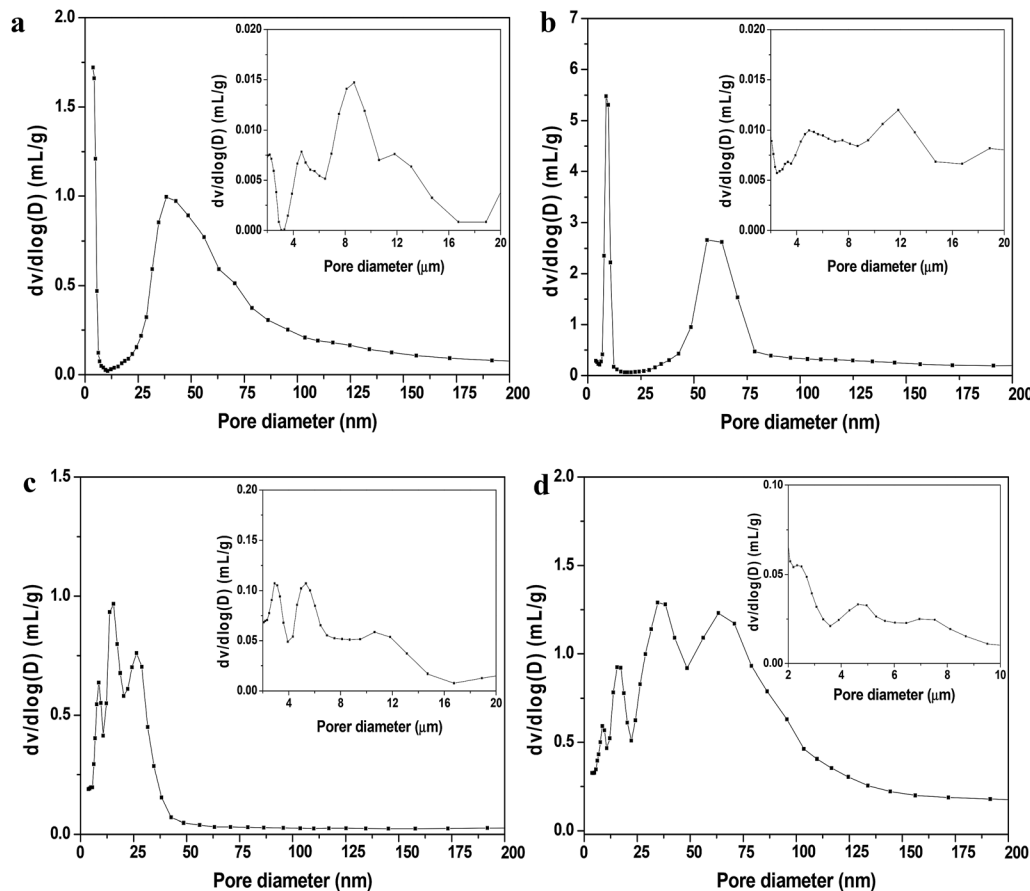 a
2.0
1.5
1.0
0.5
0.0
dv/dlog(D) (mL/g)
0 25 50 75 100 125 150 175 200
Pore diameter (nm)
0.020
0.015
0.010
0.005
0.000
dv/dlog(D) (mL/g)
4 8 12 16 20
Pore diameter (μm)
b
7
6
5
4
3
2
1
0
dv/dlog(D) (mL/g)
0 25 50 75 100 125 150 175 200
Pore diameter (nm)
0.020
0.015
0.010
0.005
0.000
dv/dlog(D) (mL/g)
4 8 12 16 20
Pore diameter (μm)
c
1.5
1.0
0.5
0.0
dv/dlog(D) (mL/g)
0 25 50 75 100 125 150 175 200
Pore diameter (nm)
0.20
0.15
0.10
0.05
0.00
dv/dlog(D) (mL/g)
4 8 12 16 20
Pore diameter (μm)
d
2.0
1.5
1.0
0.5
0.0
dv/dlog(D) (mL/g)
0 25 50 75 100 125 150 175 200
Pore diameter (nm)
0.10
0.05
0.00
dv/dlog(D) (mL/g)
2 4 6 8 10
Pore diameter (μm)